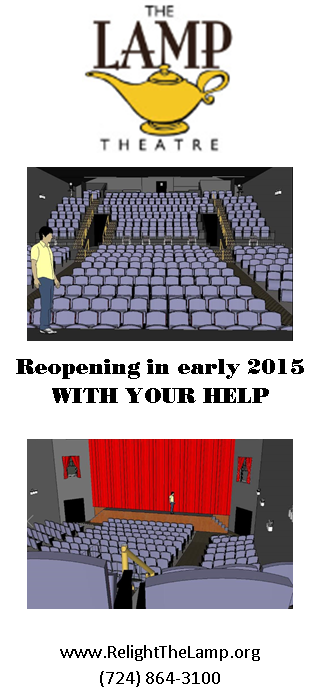 THE
LAMP
THEATRE
Reopening in early 2015
WITH YOUR HELP
www.RelightTheLamp.org
(724) 864-3100